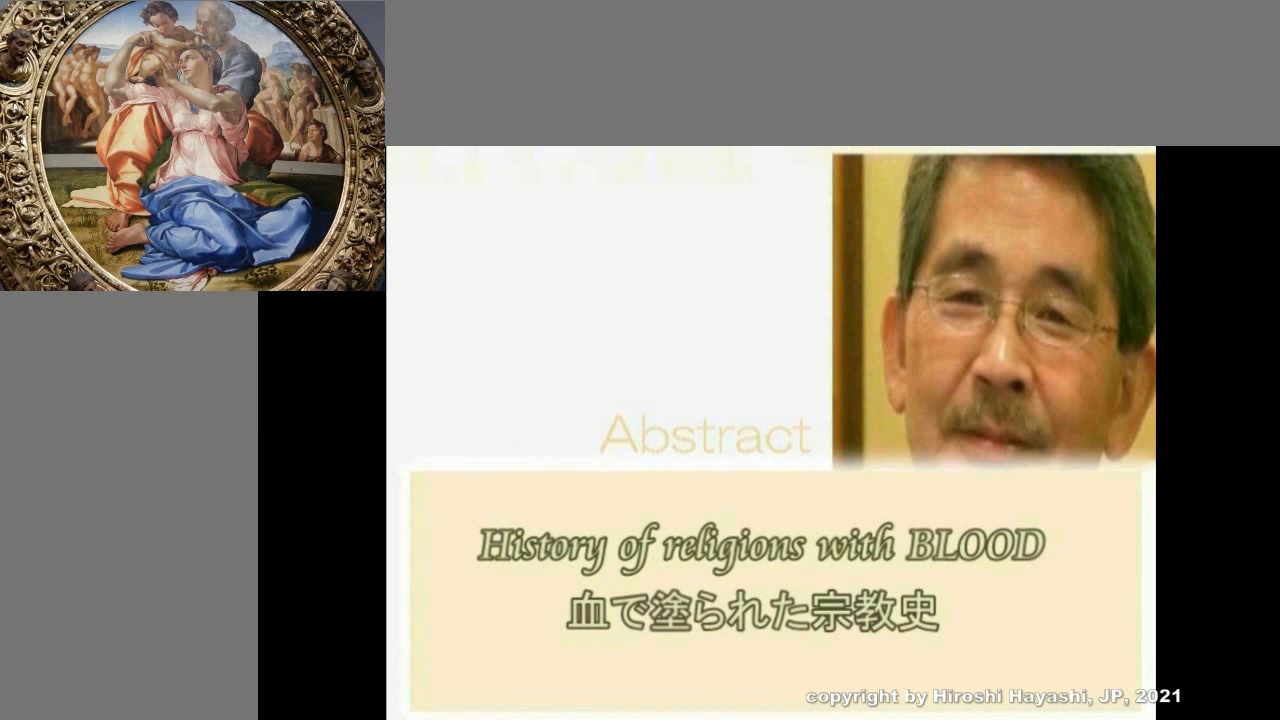 Abstract
History of religions with BLOOD
血で塗られた宗教史
copyright by Hiroshi Hayashi, JP, 2021